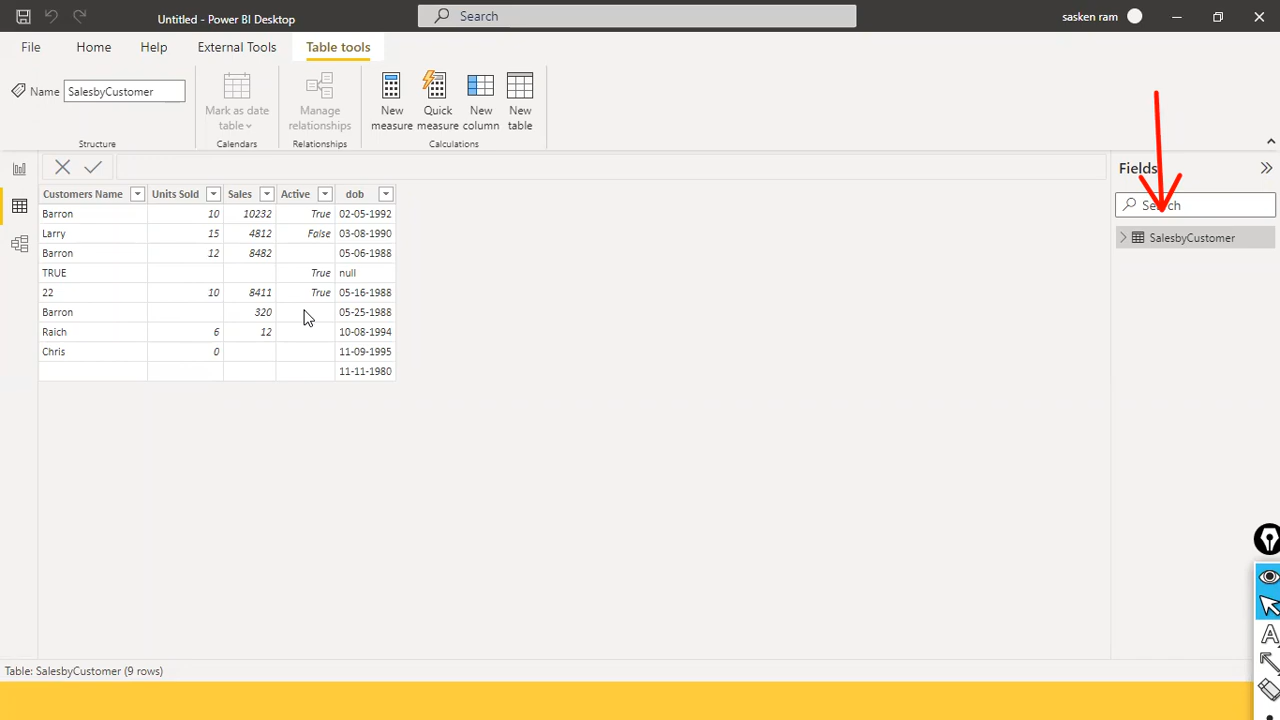 Untitled - Power BI Desktop
Search
sasken ram
File
Home
Help
External Tools
Table tools
Name
SalesbyCustomer
Mark as date
table
Manage
relationships
New
measure
Quick
measure
New
column
New
table
Structure
Calendars
Relationships
Calculations
Customers Name Units Sold Sales Active dob
Barron 10 10232 True 02-05-1992
Larry 15 4812 False 03-08-1990
Barron 12 8482 05-06-1988
TRUE True null
22 10 8411 True 05-16-1988
Barron 320 05-25-1988
Raich 6 12 10-08-1994
Chris 0 11-09-1995
11-11-1980
Fields
Search
SalesbyCustomer
A
Table: SalesbyCustomer (9 rows)